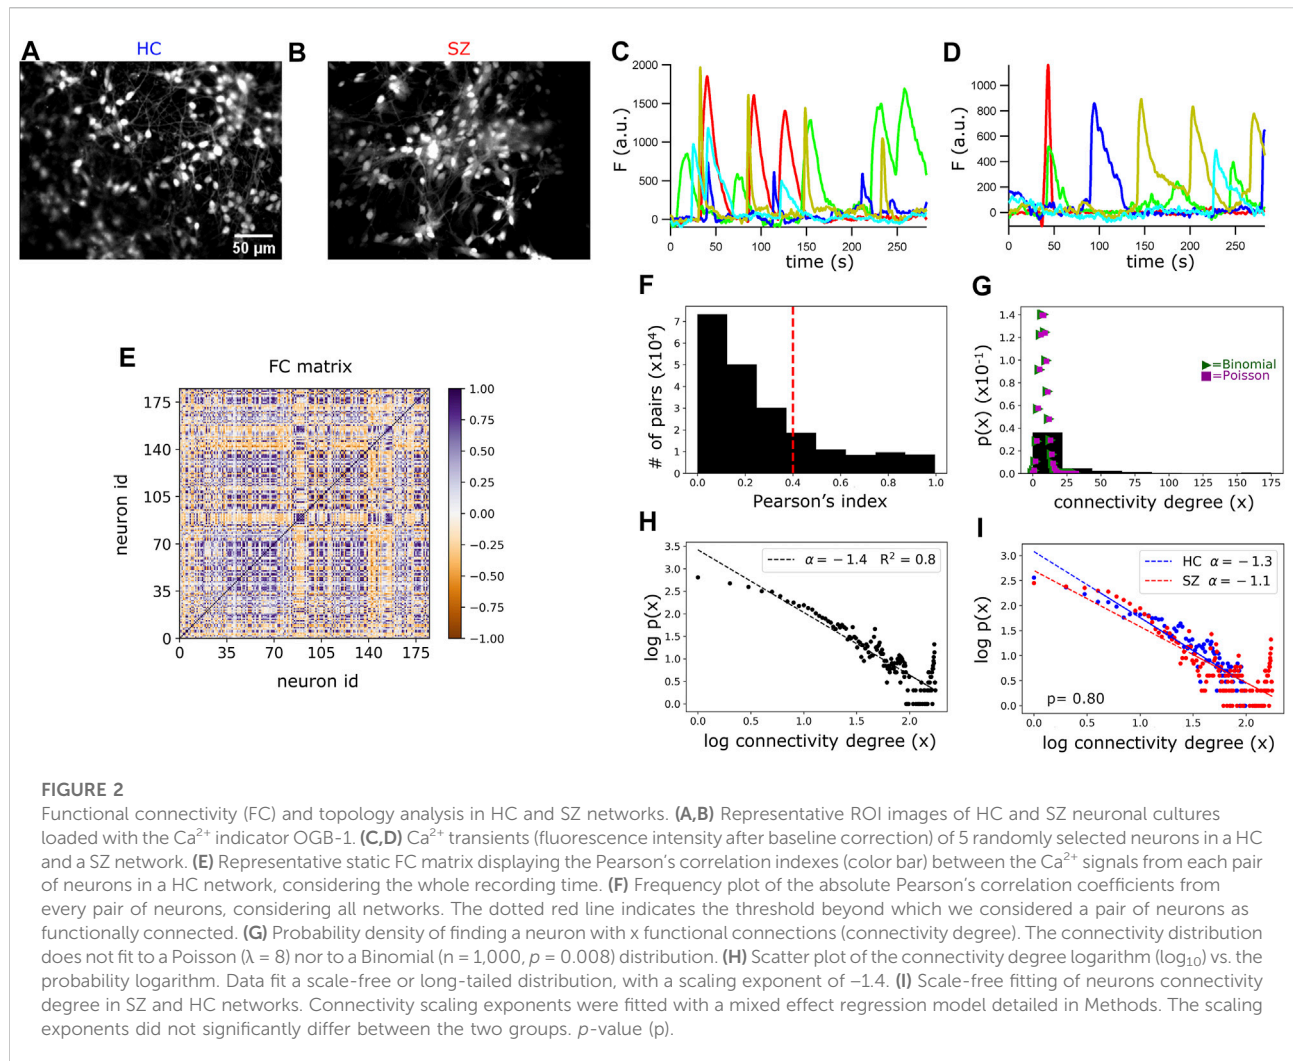 A
HC
B
SZ
50 µm
C
F (a.u.)
2000
1500
1000
500
0
0 50 100 150 200 250
time (s)
D
F (a.u.)
1000
800
600
400
200
0
0 50 100 150 200 250
time (s)
E
FC matrix
neuron id
175
140
105
70
35
0
0 35 70 105 140 175
neuron id
1.00
0.75
0.50
0.25
0.00
−0.25
−0.50
−0.75
−1.00
F
# of pairs (x10⁴)
7
6
5
4
3
2
1
0
0.0 0.2 0.4 0.6 0.8 1.0
Pearson's index
G
p(x) (x10⁻¹)
1.4
1.2
1.0
0.8
0.6
0.4
0.2
0.0
=Binomial
=Poisson
0 25 50 75 100 125 150 175
connectivity degree (x)
H
log p(x)
3.5
3.0
2.5
2.0
1.5
1.0
0.5
0.0
α = −1.4 R² = 0.8
0.0 0.5 1.0 1.5 2.0
log connectivity degree (x)
I
log p(x)
3.0
2.5
2.0
1.5
1.0
0.5
0.0
HC α = −1.3
SZ α = −1.1
p= 0.80
0.0 0.5 1.0 1.5 2.0
log connectivity degree (x)
FIGURE 2
Functional connectivity (FC) and topology analysis in HC and SZ networks. (A,B) Representative ROI images of HC and SZ neuronal cultures
loaded with the Ca²⁺ indicator OGB-1. (C,D) Ca²⁺ transients (fluorescence intensity after baseline correction) of 5 randomly selected neurons in a HC
and a SZ network. (E) Representative static FC matrix displaying the Pearson's correlation indexes (color bar) between the Ca²⁺ signals from each pair
of neurons in a HC network, considering the whole recording time. (F) Frequency plot of the absolute Pearson's correlation coefficients from
every pair of neurons, considering all networks. The dotted red line indicates the threshold beyond which we considered a pair of neurons as
functionally connected. (G) Probability density of finding a neuron with x functional connections (connectivity degree). The connectivity distribution
does not fit to a Poisson (λ = 8) nor to a Binomial (n = 1,000, p = 0.008) distribution. (H) Scatter plot of the connectivity degree logarithm (log₁₀) vs. the
probability logarithm. Data fit a scale-free or long-tailed distribution, with a scaling exponent of −1.4. (I) Scale-free fitting of neurons connectivity
degree in SZ and HC networks. Connectivity scaling exponents were fitted with a mixed effect regression model detailed in Methods. The scaling
exponents did not significantly differ between the two groups. p-value (p).